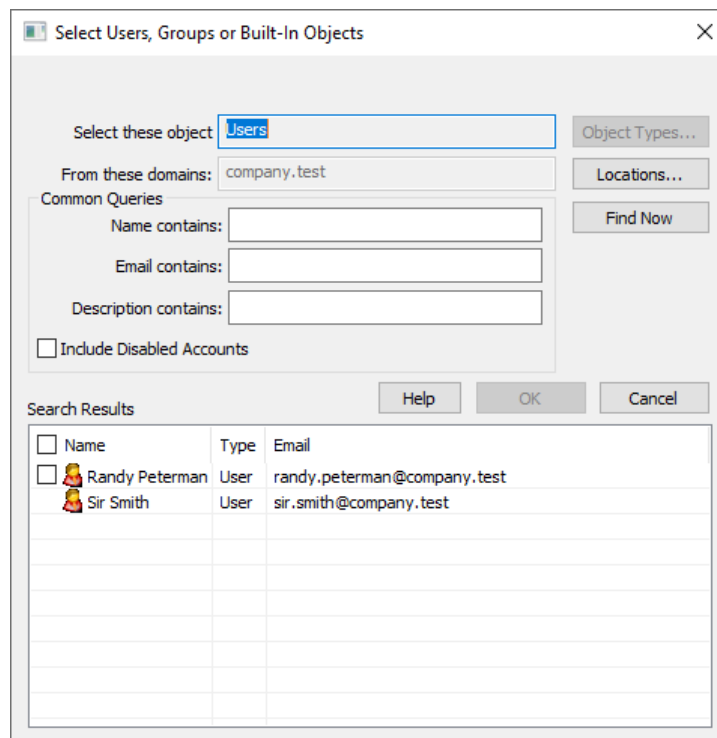 Select Users, Groups or Built-In Objects
Select these object Users Object Types...
From these domains: company.test Locations...
Common Queries
Name contains: Find Now
Email contains:
Description contains:
Include Disabled Accounts
Help OK Cancel
Search Results
Name Type Email
Randy Peterman User randy.peterman@company.test
Sir Smith User sir.smith@company.test